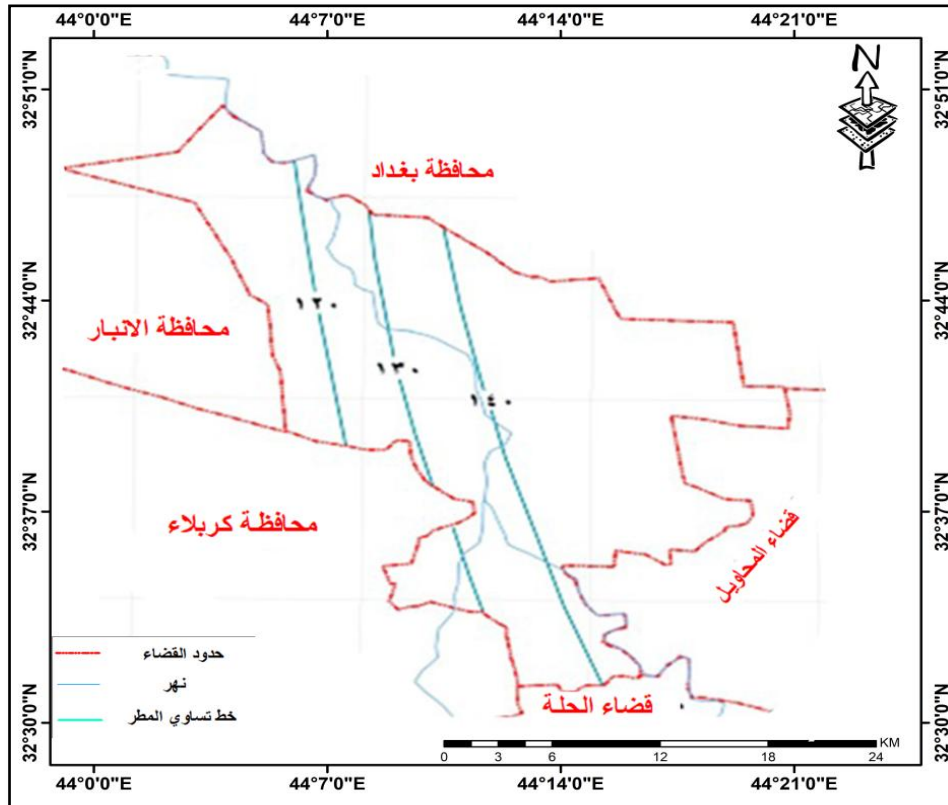 44°0'0"E 44°7'0"E 44°14'0"E 44°21'0"E
32°51'0"N
32°51'0"N
N
محافظة بغداد
32°44'0"N
32°44'0"N
١٢٠
محافظة الانبار
١٣٠
١٤٠
32°37'0"N
32°37'0"N
محافظة كربلاء
قضاء المحاويل
حدود القضاء
نهر
خط تساوي المطر
قضاء الحلة
32°30'0"N
32°30'0"N
KM
0 3 6 12 18 24
44°0'0"E 44°7'0"E 44°14'0"E 44°21'0"E